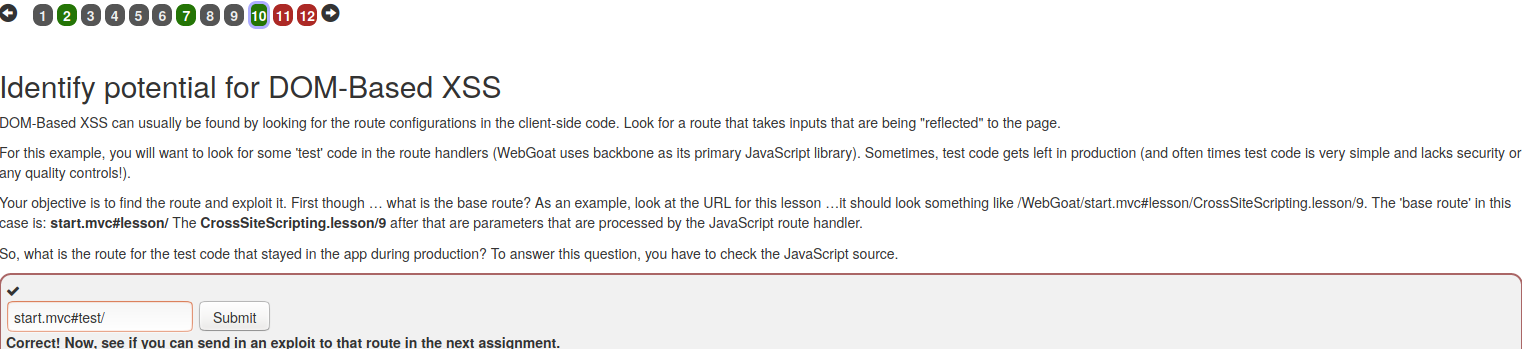 1 2 3 4 5 6 7 8 9 10 11 12
Identify potential for DOM-Based XSS
DOM-Based XSS can usually be found by looking for the route configurations in the client-side code. Look for a route that takes inputs that are being "reflected" to the page.
For this example, you will want to look for some 'test' code in the route handlers (WebGoat uses backbone as its primary JavaScript library). Sometimes, test code gets left in production (and often times test code is very simple and lacks security or
any quality controls!).
Your objective is to find the route and exploit it. First though … what is the base route? As an example, look at the URL for this lesson …it should look something like /WebGoat/start.mvc#lesson/CrossSiteScripting.lesson/9. The 'base route' in this
case is: start.mvc#lesson/ The CrossSiteScripting.lesson/9 after that are parameters that are processed by the JavaScript route handler.
So, what is the route for the test code that stayed in the app during production? To answer this question, you have to check the JavaScript source.
start.mvc#test/ Submit
Correct! Now, see if you can send in an exploit to that route in the next assignment.